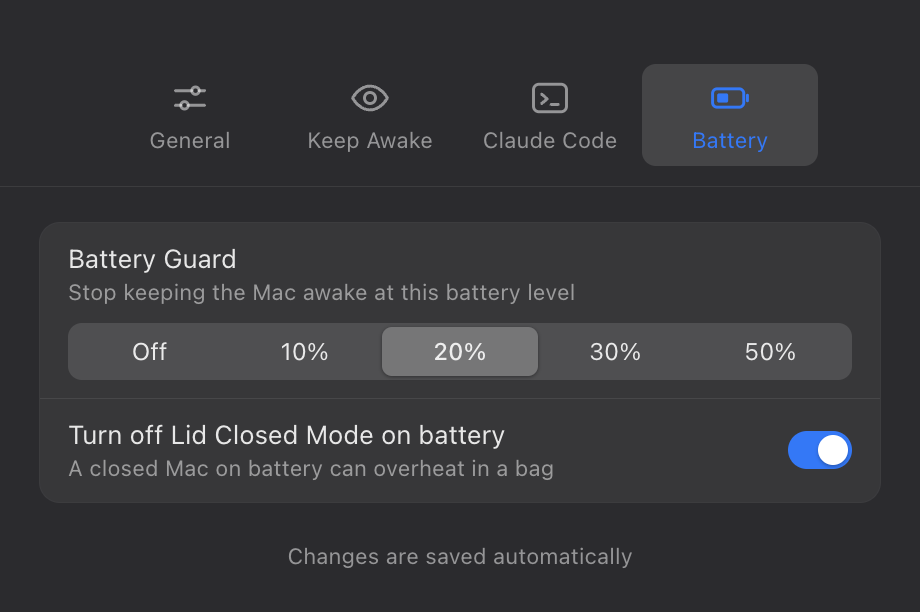 General
Keep Awake
Claude Code
Battery
Battery Guard
Stop keeping the Mac awake at this battery level
Off
10%
20%
30%
50%
Turn off Lid Closed Mode on battery
A closed Mac on battery can overheat in a bag
Changes are saved automatically